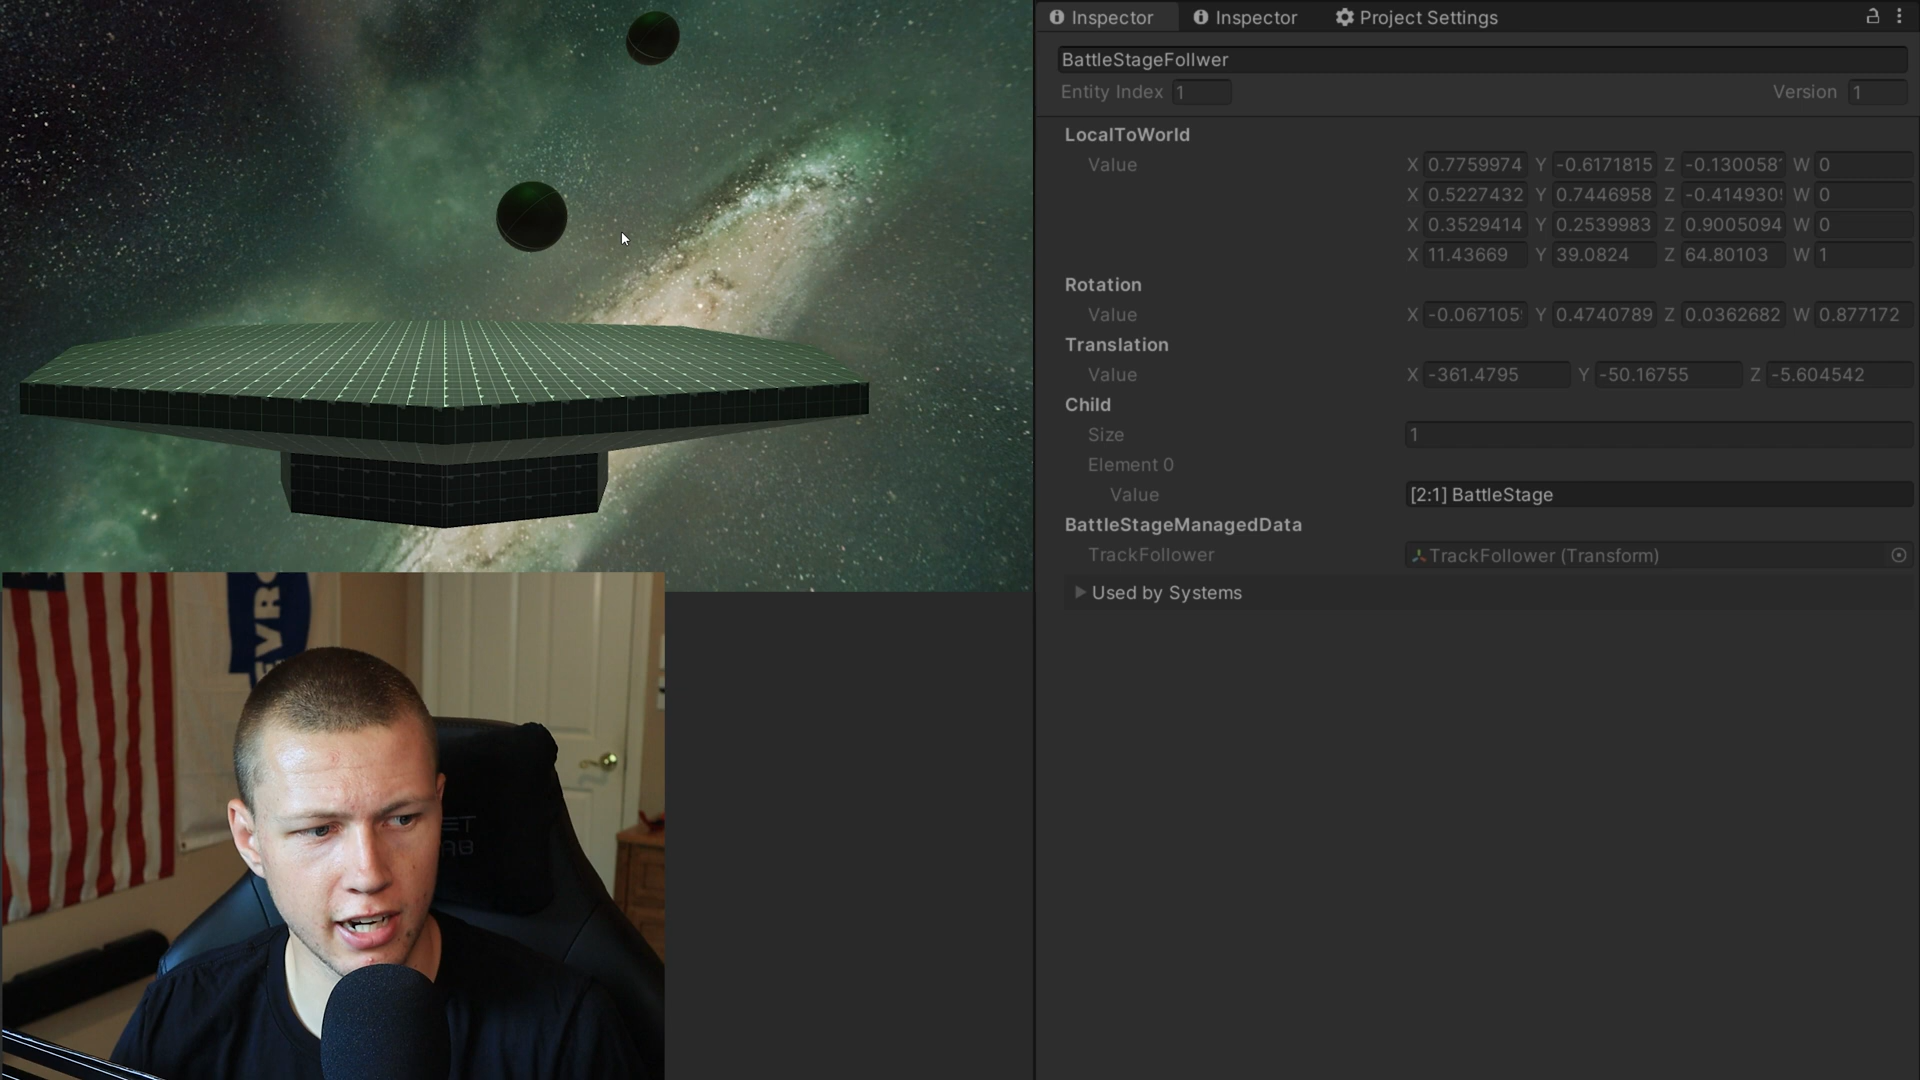 Inspector Inspector Project Settings
BattleStageFollwer
Entity Index 1 Version 1
LocalToWorld
Value X 0.7759974 Y -0.6171815 Z -0.130058 W 0
X 0.5227432 Y 0.7446958 Z -0.414930 W 0
X 0.3529414 Y 0.2539983 Z 0.9005094 W 0
X 11.43669 Y 39.0824 Z 64.80103 W 1
Rotation
Value X -0.067105 Y 0.4740789 Z 0.0362682 W 0.877172
Translation
Value X -361.4795 Y -50.16755 Z -5.604542
Child
Size 1
Element 0
Value [2:1] BattleStage
BattleStageManagedData
TrackFollower TrackFollower (Transform)
Used by Systems
EVR